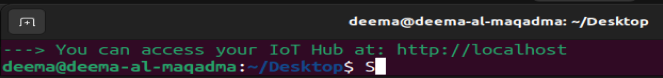 deema@deema-al-maqadma: ~/Desktop
---> You can access your IoT Hub at: http://localhost
deema@deema-al-maqadma:~/Desktop$ S